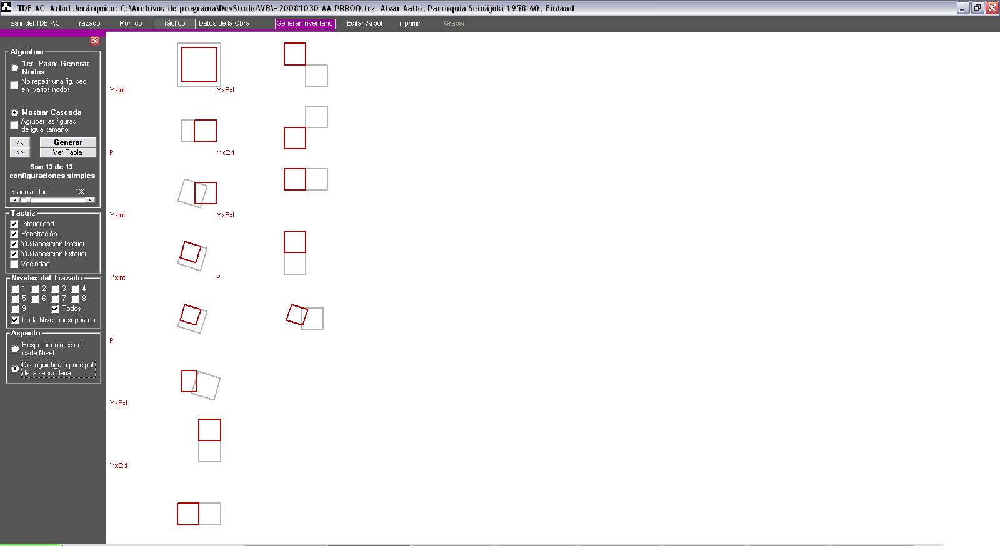 TDE-AC Arbol Jerárquico: C:\Archivos de programa\DevStudio\VB\+20081030-AA-PRROQ.trz Alvar Aalto, Parroquia Seinäjoki 1958-60, Finland
Salir del TDE-AC Trazado Mórfico Táctico Datos de la Obra Generar Inventario Editar Arbol Imprimir Grabar
Algoritmo
1er. Paso: Generar
Nodos
No repetir una fig. sec.
en varios nodos
Mostrar Cascada
Agrupar las figuras
de igual tamaño
<< Generar
>> Ver Tabla
Son 13 de 13
configuraciones simples
Granularidad 1%
Tactriz
Interioridad
Penetración
Yuxtaposición Interior
Yuxtaposición Exterior
Vecindad
Niveles del Trazado
1 2 3 4
5 6 7 8
9 Todos
Cada Nivel por separado
Aspecto
Respetar colores de
cada Nivel
Distinguir figura principal
de la secundaria
YxInt YxExt
P YxExt
YxInt YxExt
YxInt P
P
YxExt
YxExt